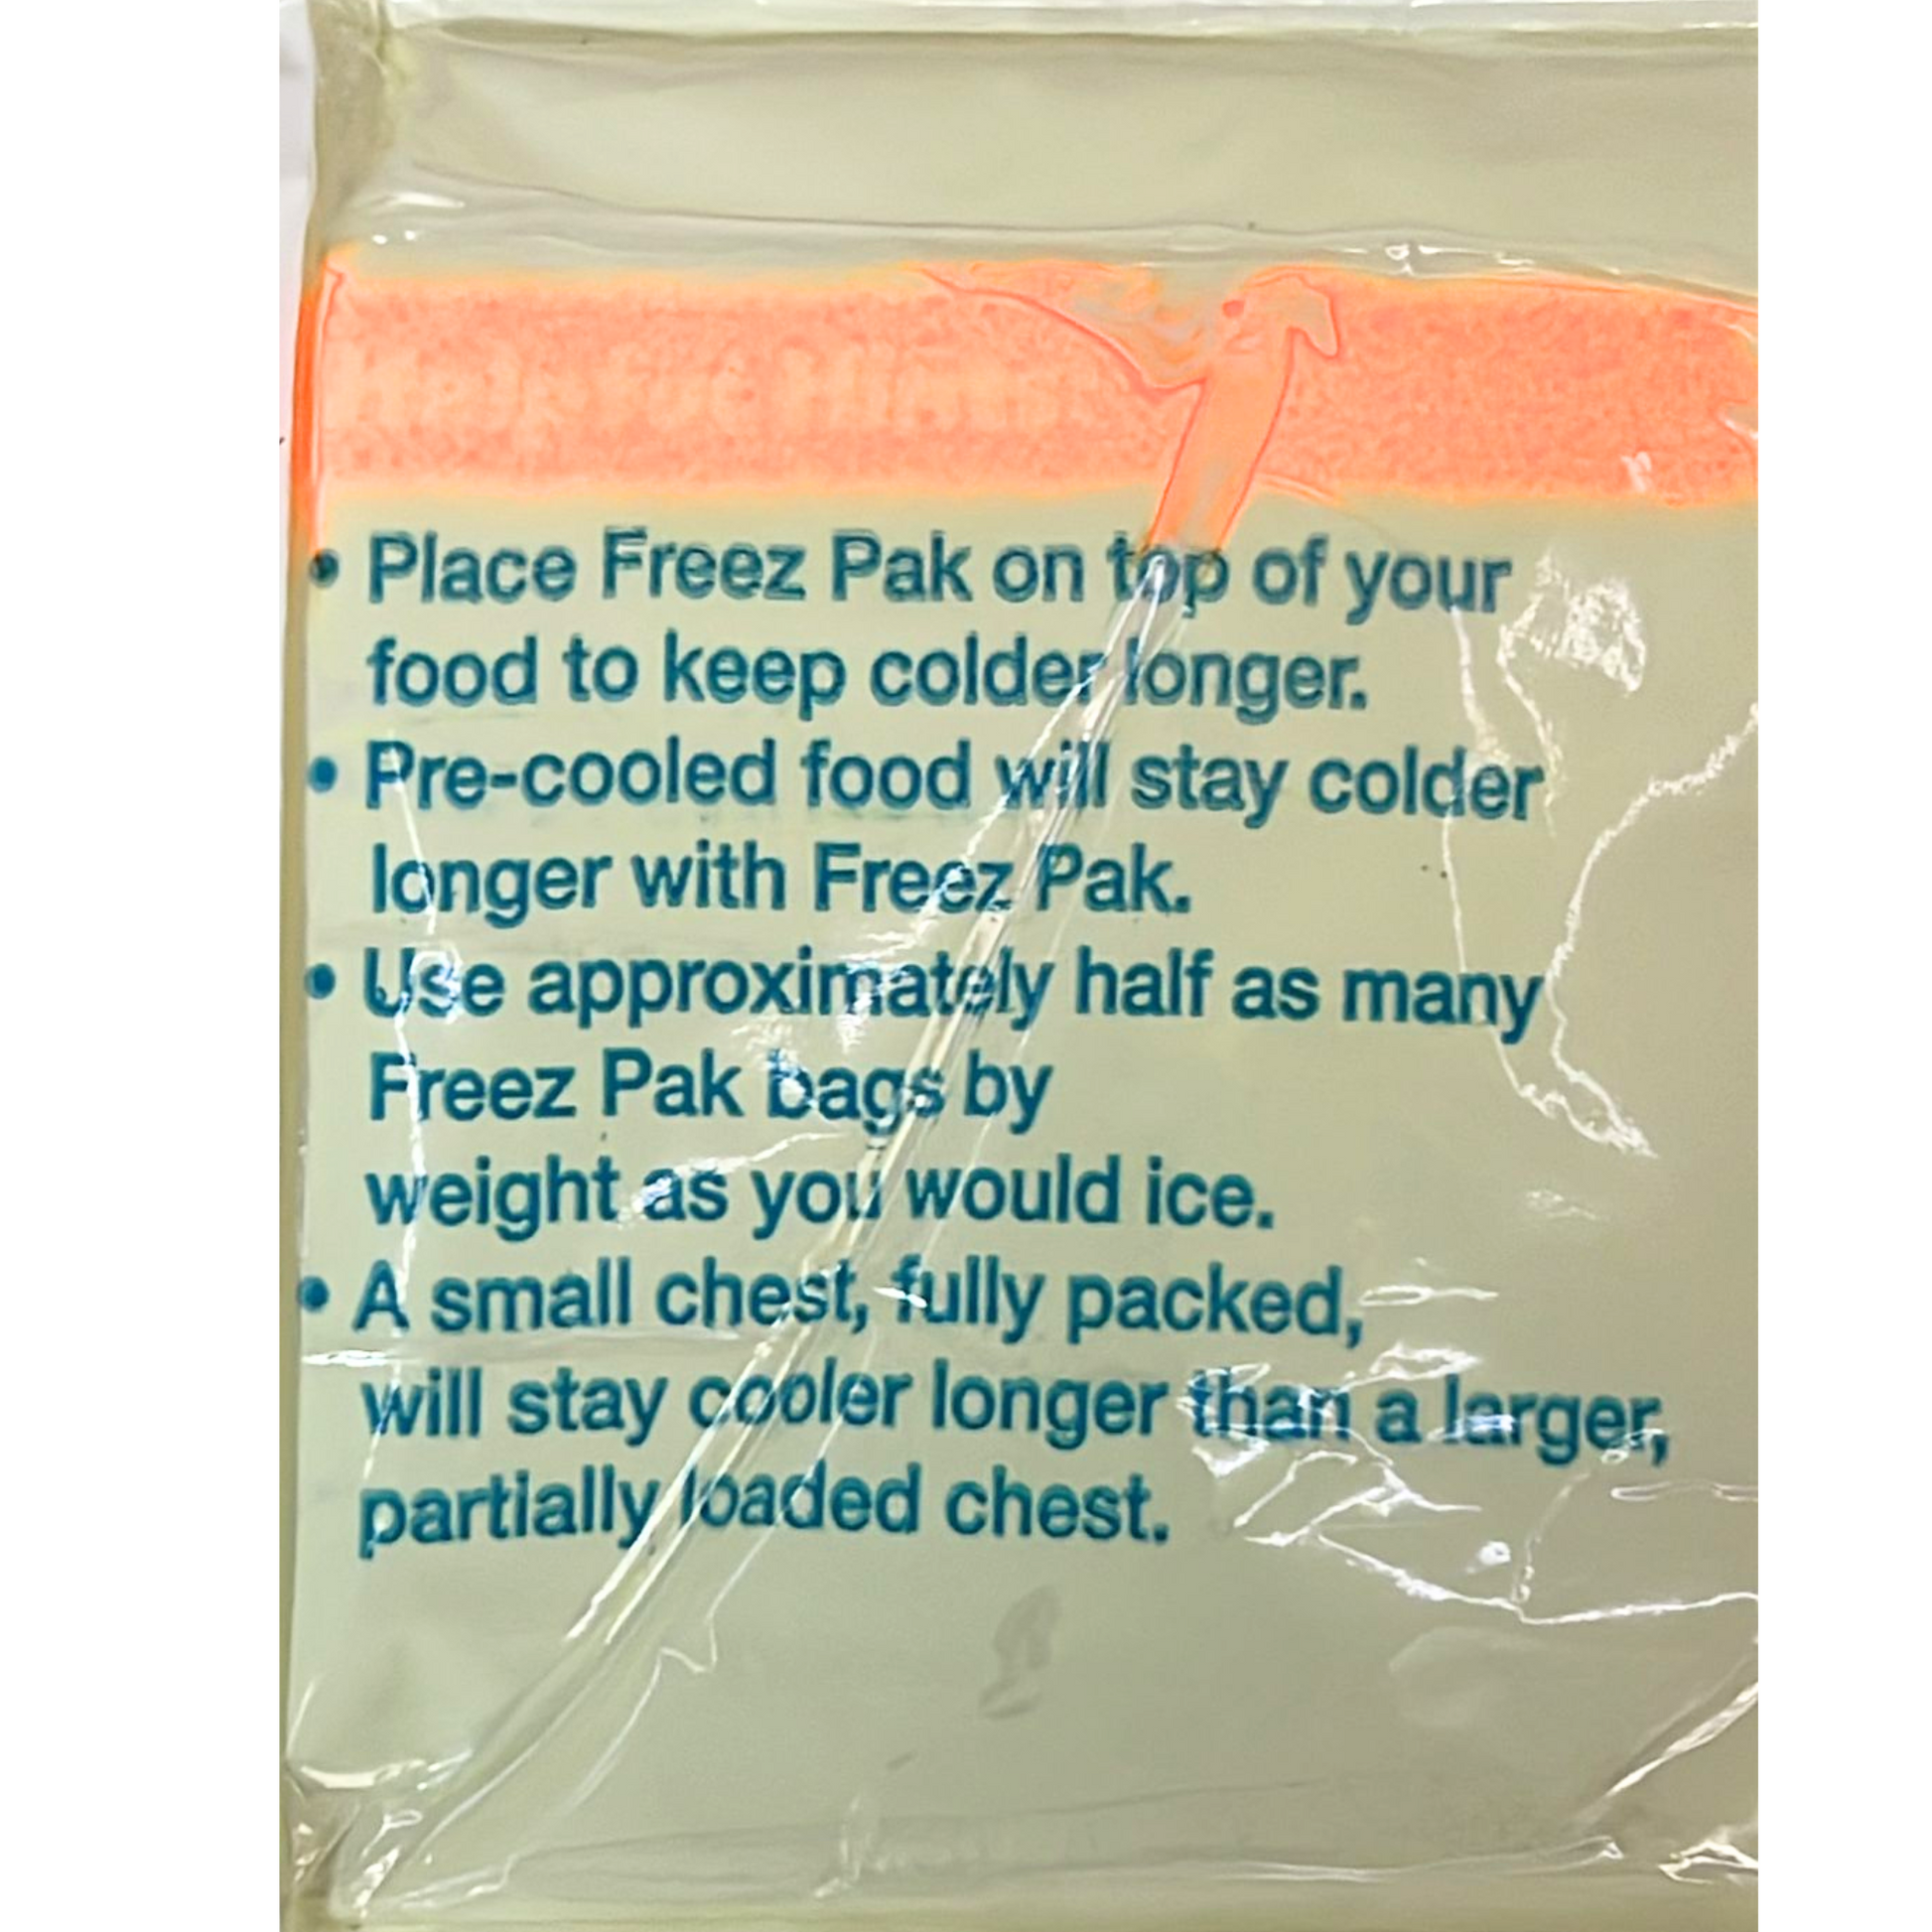 • Place Freez Pak on top of your
food to keep colder longer.
• Pre-cooled food will stay colder
longer with Freez Pak.
• Use approximately half as many
Freez Pak bags by
weight as you would ice.
• A small chest, fully packed,
will stay cooler longer than a larger,
partially loaded chest.